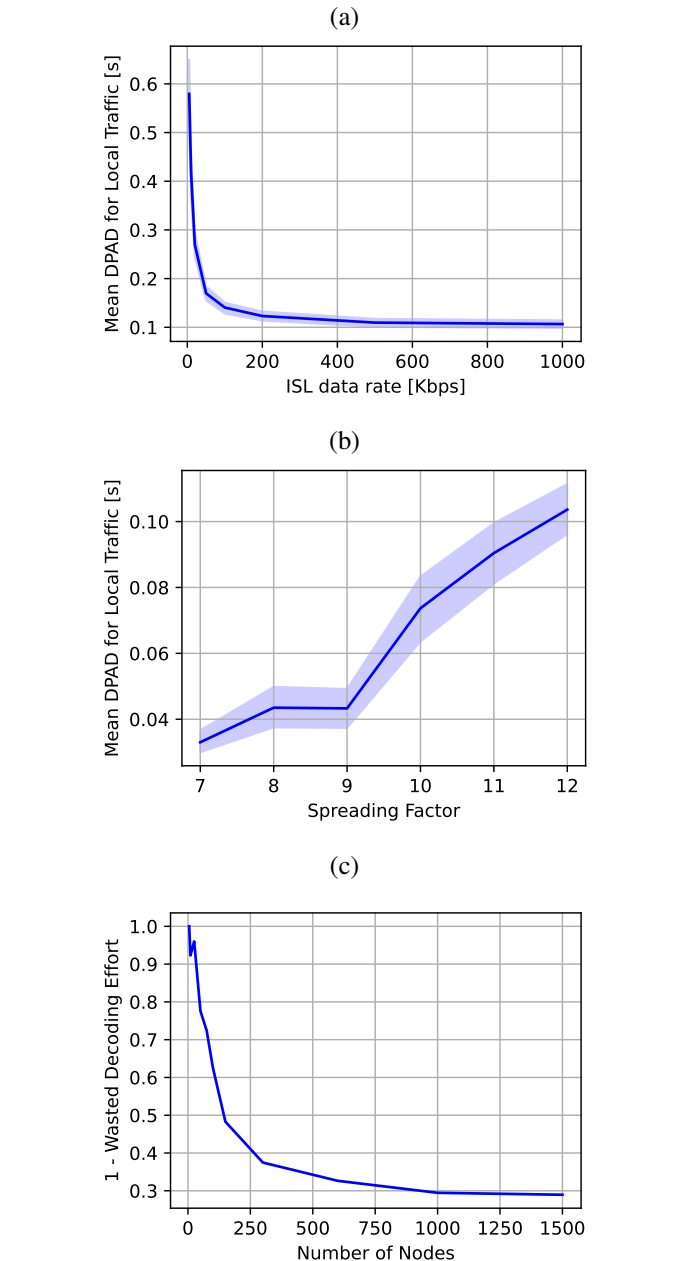 (a)
Mean DPAD for Local Traffic [s]
0.6
0.5
0.4
0.3
0.2
0.1
0 200 400 600 800 1000
ISL data rate [Kbps]
(b)
Mean DPAD for Local Traffic [s]
0.10
0.08
0.06
0.04
7 8 9 10 11 12
Spreading Factor
(c)
1 - Wasted Decoding Effort
1.0
0.9
0.8
0.7
0.6
0.5
0.4
0.3
0 250 500 750 1000 1250 1500
Number of Nodes